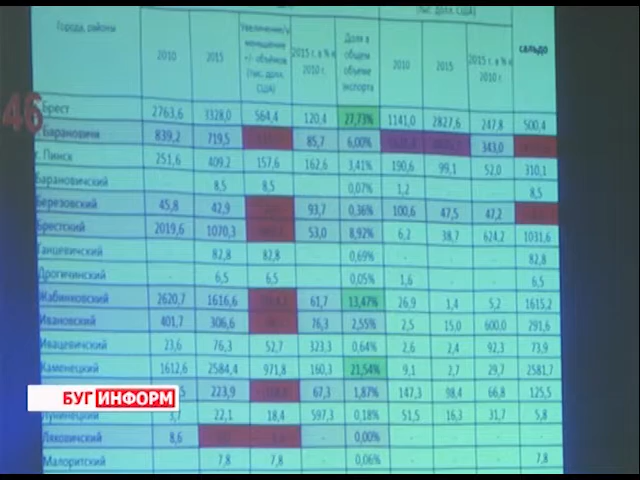 (тыс. долл. США)
Города, районы 2010 2015 Увеличение/у
меньшение
+/- объёмов
(тыс. долл.
США) 2015 г. в % к
2010 г. Доля в
общем
объеме
экспорта 2010 2015 2015 г. в % к
2010 г. сальдо
46
Брест 2763,6 3328,0 564,4 120,4 27,73% 1141,0 2827,6 247,8 500,4
г. Барановичи 839,2 719,5 85,7 6,00% 343,0
г. Пинск 251,6 409,2 157,6 162,6 3,41% 190,6 99,1 52,0 310,1
Барановичский - 8,5 8,5 - 0,07% 1,2 - - 8,5
Березовский 45,8 42,9 93,7 0,36% 100,6 47,5 47,2
Брестский 2019,6 1070,3 53,0 8,92% 6,2 38,7 624,2 1031,6
Ганцевичский - 82,8 82,8 - 0,69% - - - 82,8
Дрогичинский - 6,5 6,5 - 0,05% 1,6 - - 6,5
Жабинковский 2620,7 1616,6 61,7 13,47% 26,9 1,4 5,2 1615,2
Ивановский 401,7 306,6 76,3 2,55% 2,5 15,0 600,0 291,6
Ивацевичский 23,6 76,3 52,7 323,3 0,64% 2,6 2,4 92,3 73,9
Каменецкий 1612,6 2584,4 971,8 160,3 21,54% 9,1 2,7 29,7 2581,7
223,9 67,3 1,87% 147,3 98,4 66,8 125,5
Лунинецкий 3,7 22,1 18,4 597,3 0,18% 51,5 16,3 31,7 5,8
Ляховичский 8,6 - 0,00% - - - -
Малоритский - 7,8 7,8 - 0,06% - - - 7,8
БУГ ИНФОРМ